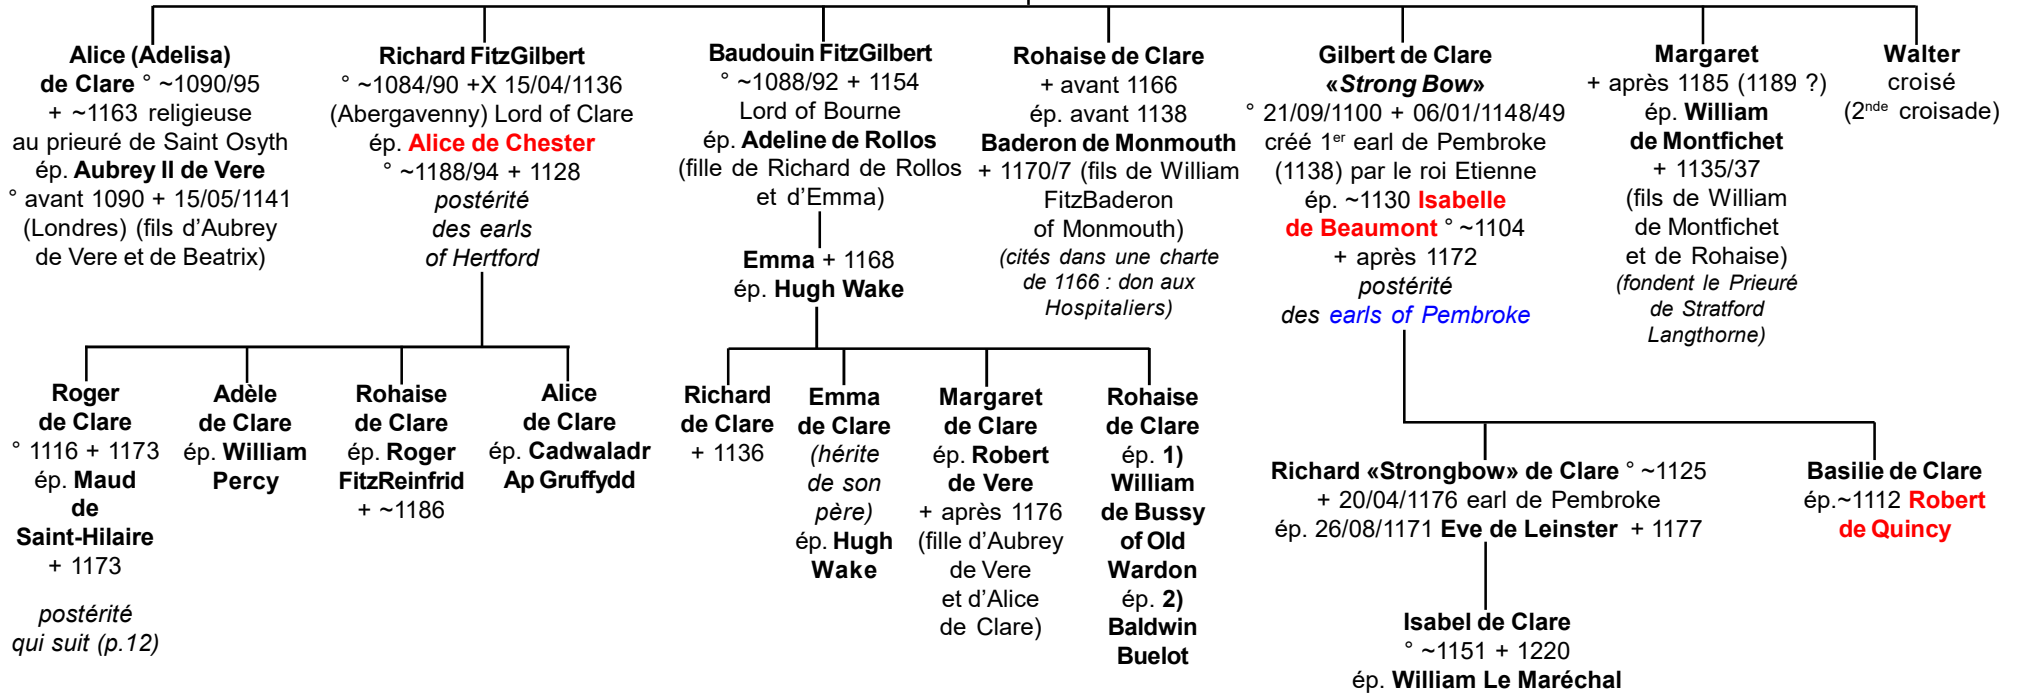 Alice (Adelisa)
de Clare ° ~1090/95
+ ~1163 religieuse
au prieuré de Saint Osyth
ép. Aubrey II de Vere
° avant 1090 + 15/05/1141
(Londres) (fils d'Aubrey
de Vere et de Beatrix)
Richard FitzGilbert
° ~1084/90 +X 15/04/1136
(Abergavenny) Lord of Clare
ép. Alice de Chester
° ~1188/94 + 1128
postérité
des earls
of Hertford
Baudouin FitzGilbert
° ~1088/92 + 1154
Lord of Bourne
ép. Adeline de Rollos
(fille de Richard de Rollos
et d'Emma)
Emma + 1168
ép. Hugh Wake
Rohaise de Clare
+ avant 1166
ép. avant 1138
Baderon de Monmouth
+ 1170/7 (fils de William
FitzBaderon
of Monmouth)
(cités dans une charte
de 1166 : don aux
Hospitaliers)
Gilbert de Clare
«Strong Bow»
° 21/09/1100 + 06/01/1148/49
créé 1er earl de Pembroke
(1138) par le roi Etienne
ép. ~1130 Isabelle
de Beaumont ° ~1104
+ après 1172
postérité
des earls of Pembroke
Margaret
+ après 1185 (1189 ?)
ép. William
de Montfichet
+ 1135/37
(fils de William
de Montfichet
et de Rohaise)
(fondent le Prieuré
de Stratford
Langthorne)
Walter
croisé
(2nde croisade)
Roger
de Clare
° 1116 + 1173
ép. Maud
de
Saint-Hilaire
+ 1173
postérité
qui suit (p.12)
Adèle
de Clare
ép. William
Percy
Rohaise
de Clare
ép. Roger
FitzReinfrid
+ ~1186
Alice
de Clare
ép. Cadwaladr
Ap Gruffydd
Richard
de Clare
+ 1136
Emma
de Clare
(hérite
de son
père)
ép. Hugh
Wake
Margaret
de Clare
ép. Robert
de Vere
+ après 1176
(fille d'Aubrey
de Vere
et d'Alice
de Clare)
Rohaise
de Clare
ép. 1)
William
de Bussy
of Old
Wardon
ép. 2)
Baldwin
Buelot
Richard «Strongbow» de Clare ° ~1125
+ 20/04/1176 earl de Pembroke
ép. 26/08/1171 Eve de Leinster + 1177
Basilie de Clare
ép.~1112 Robert
de Quincy
Isabel de Clare
° ~1151 + 1220
ép. William Le Maréchal